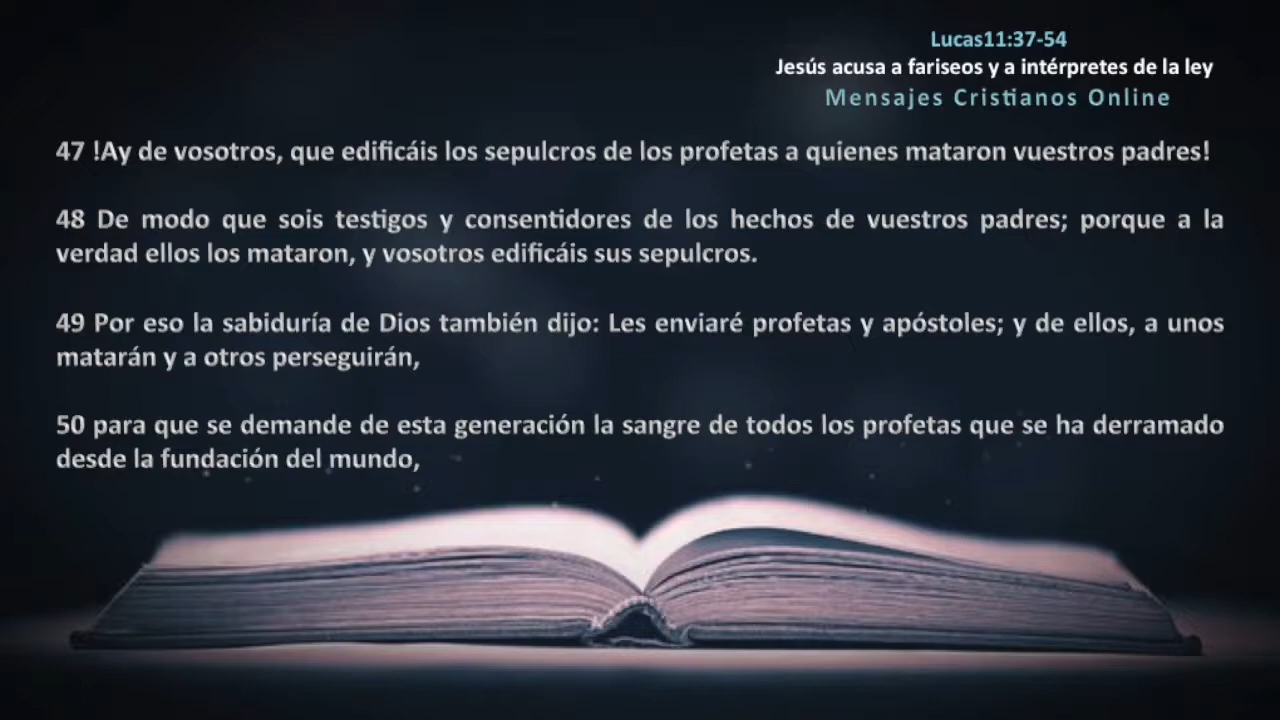 Lucas11:37-54
Jesús acusa a fariseos y a intérpretes de la ley
Mensajes Cristianos Online
47 !Ay de vosotros, que edificáis los sepulcros de los profetas a quienes mataron vuestros padres!
48 De modo que sois testigos y consentidores de los hechos de vuestros padres; porque a la
verdad ellos los mataron, y vosotros edificáis sus sepulcros.
49 Por eso la sabiduría de Dios también dijo: Les enviaré profetas y apóstoles; y de ellos, a unos
matarán y a otros perseguirán,
50 para que se demande de esta generación la sangre de todos los profetas que se ha derramado
desde la fundación del mundo,